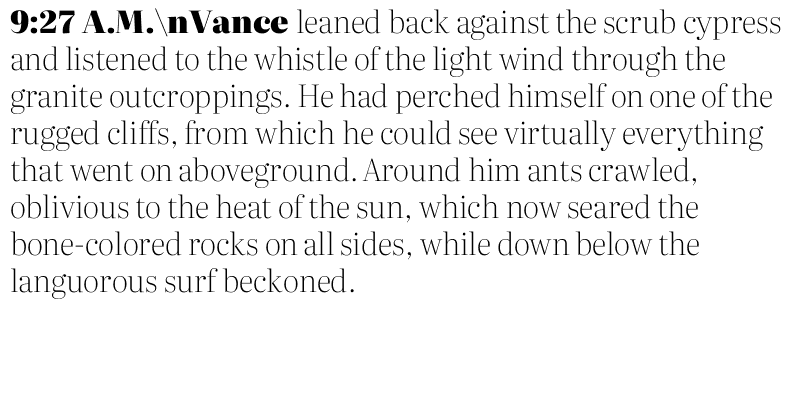 9:27 A.M.\nVance leaned back against the scrub cypress
and listened to the whistle of the light wind through the
granite outcroppings. He had perched himself on one of the
rugged cliffs, from which he could see virtually everything
that went on aboveground. Around him ants crawled,
oblivious to the heat of the sun, which now seared the
bone-colored rocks on all sides, while down below the
languorous surf beckoned.